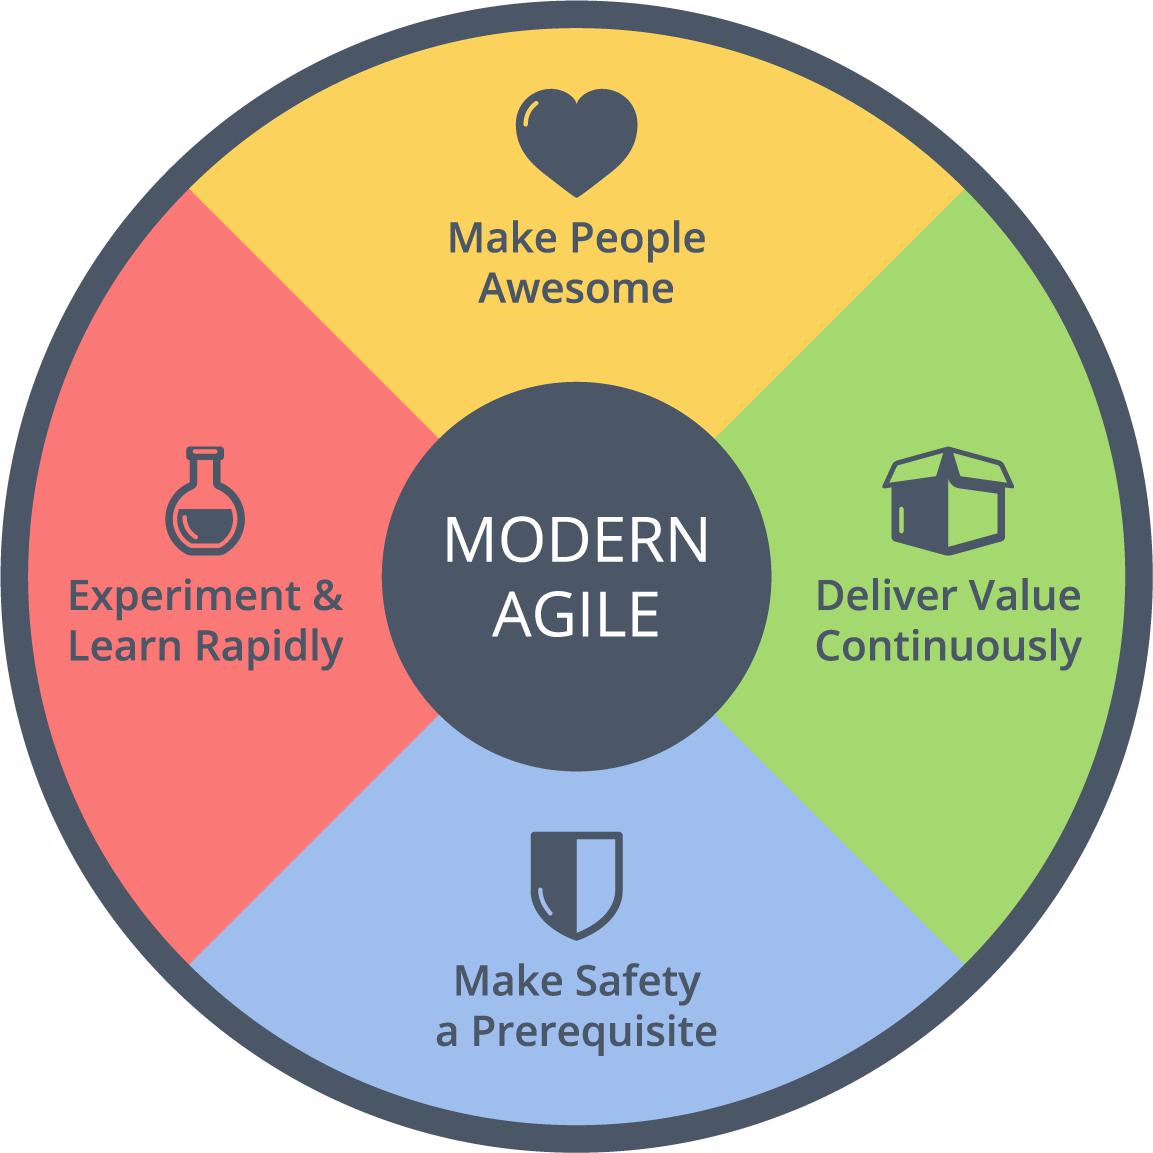 Make People
Awesome
Experiment &
Learn Rapidly
MODERN
AGILE
Deliver Value
Continuously
Make Safety
a Prerequisite